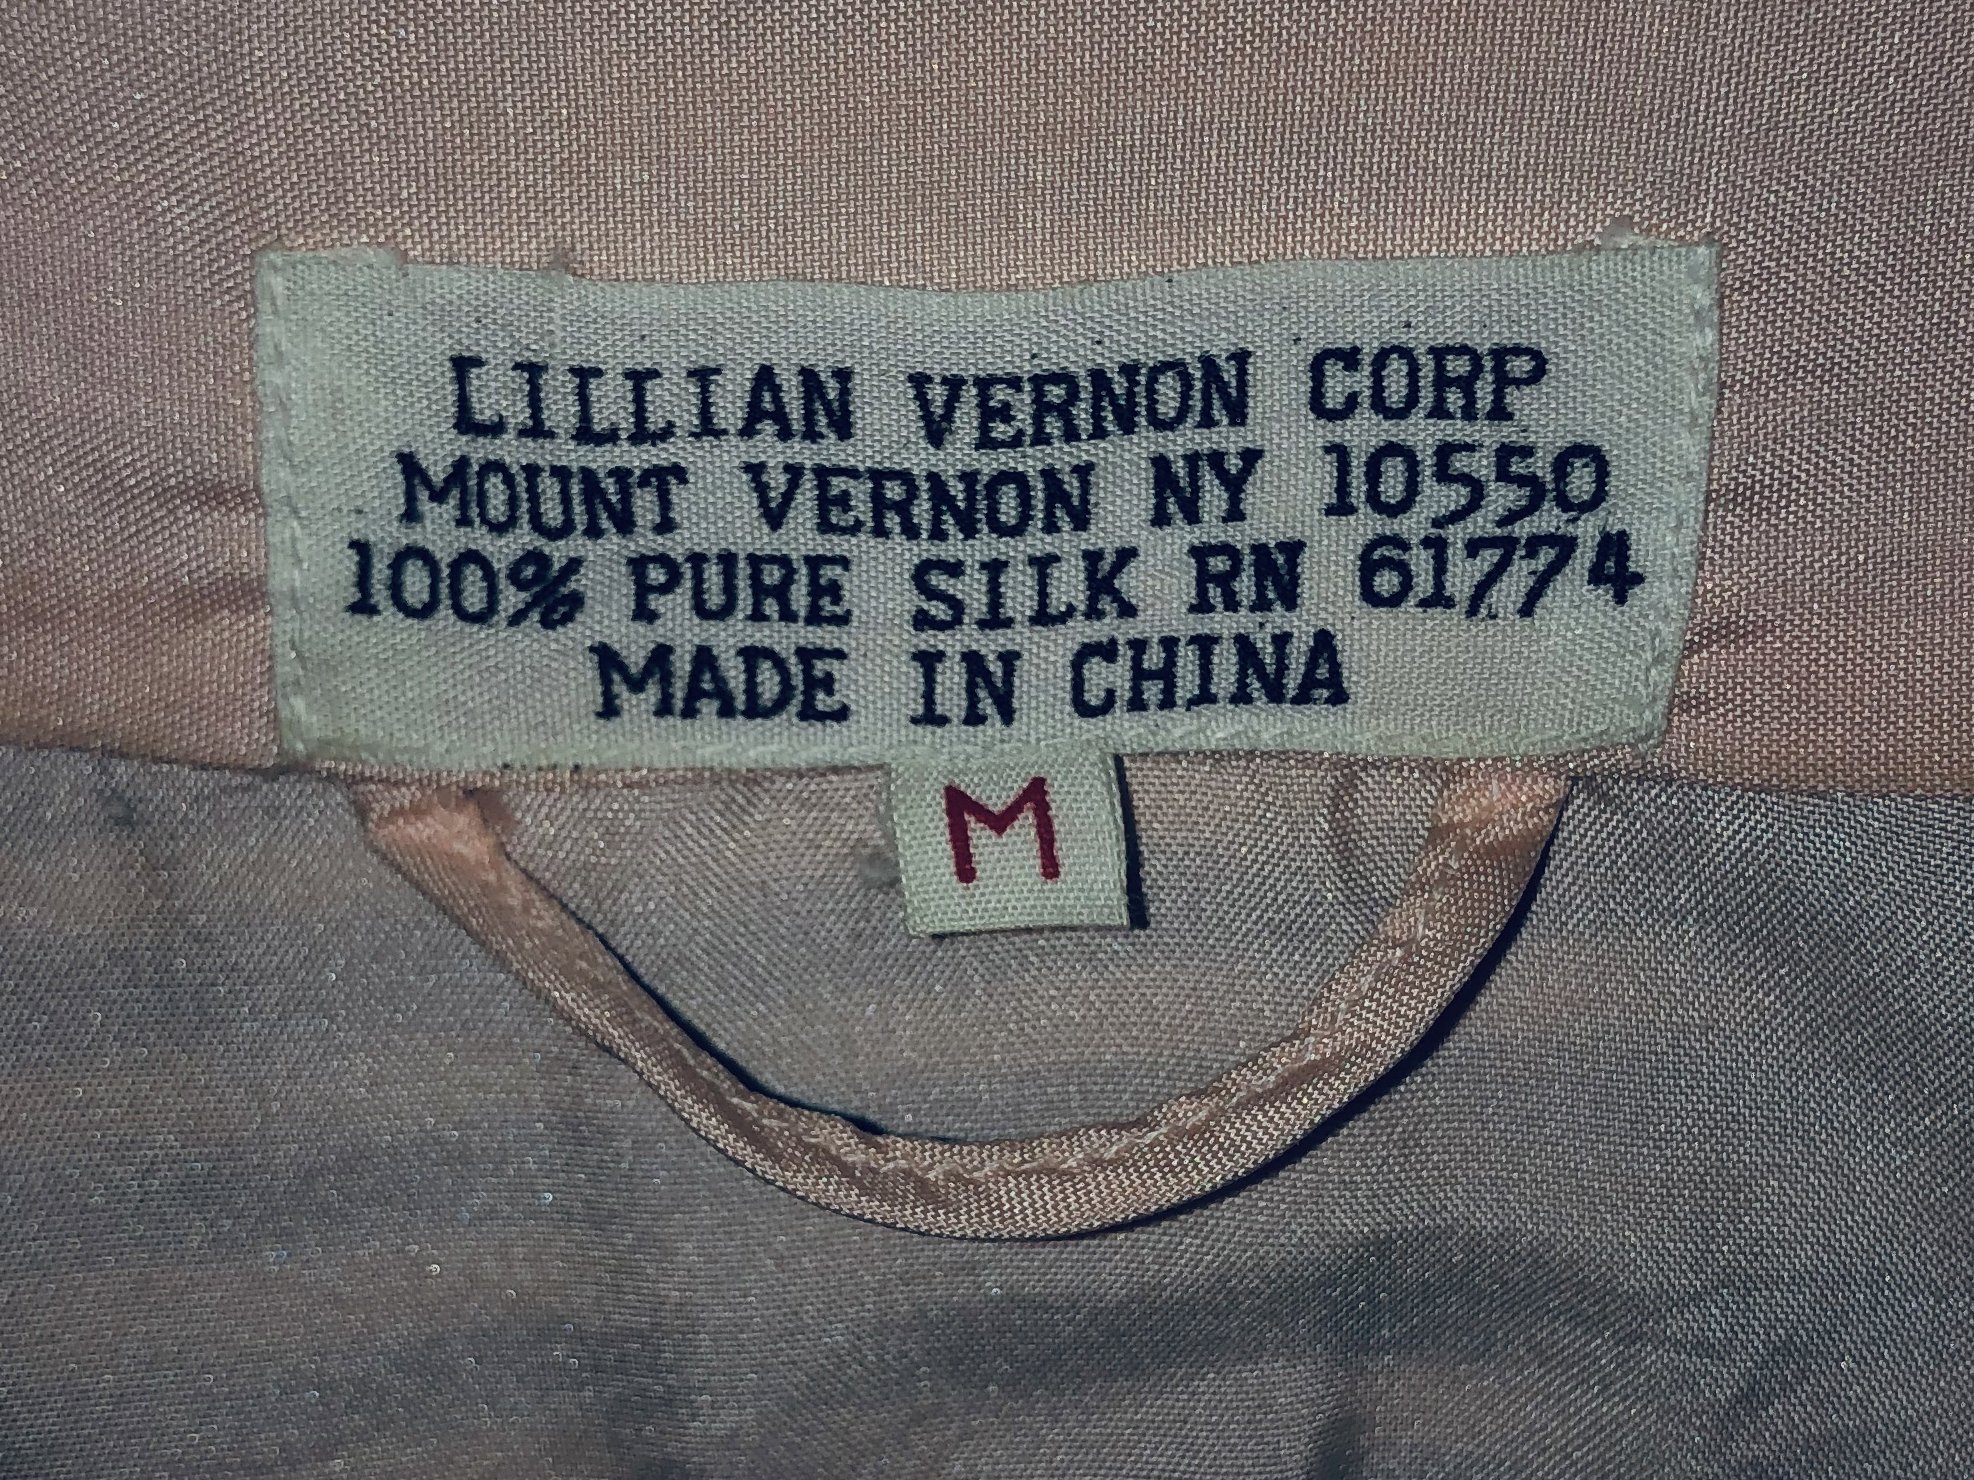 LILLIAN VERNON CORP
MOUNT VERNON NY 10550
100% PURE SILK RN 61774
MADE IN CHINA
M